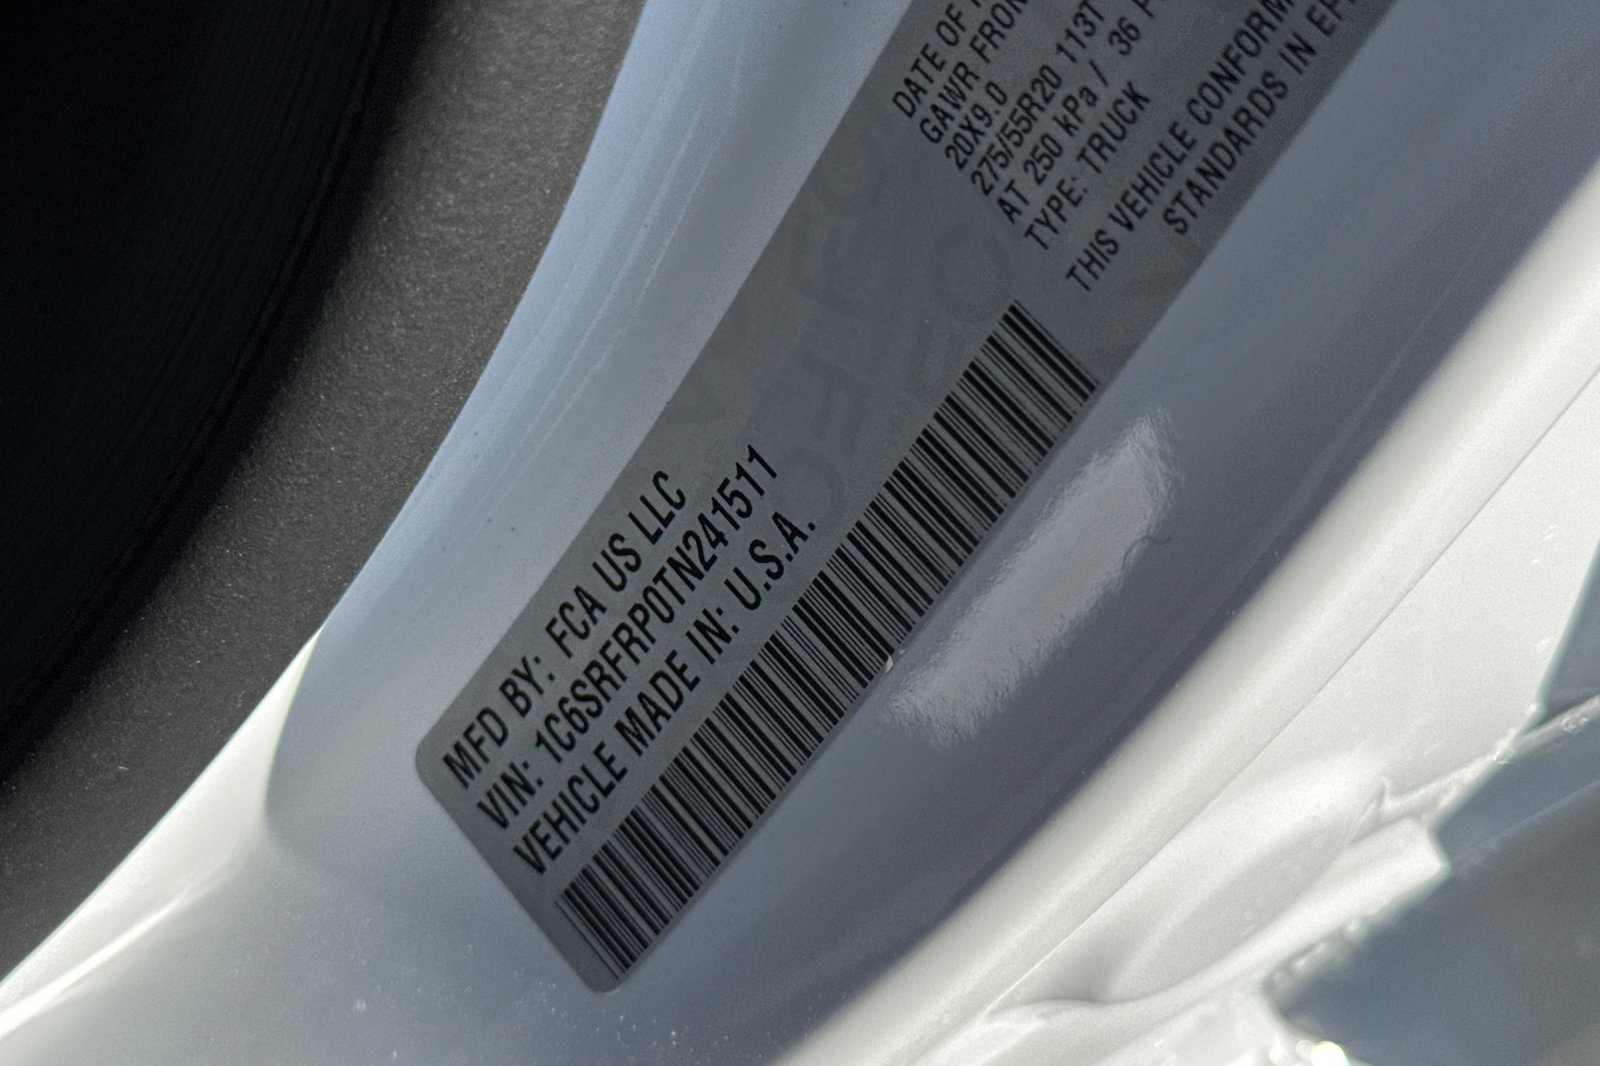 MFD BY: FCA US LLC
VIN: 1C6SRFRP0TN241511
VEHICLE MADE IN: U.S.A.
DATE OF
GAWR FRON
20X9.0
275/55R20 113T
AT 250 kPa / 36 P
TYPE: TRUCK
THIS VEHICLE CONFORM
STANDARDS IN EF